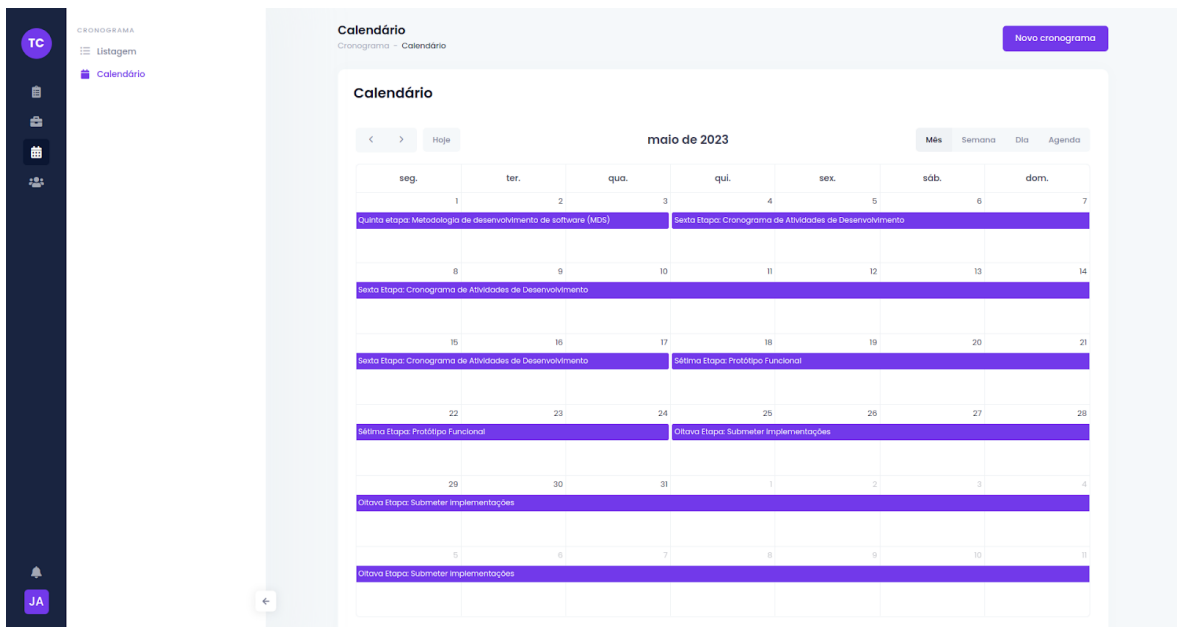 TC
CRONOGRAMA
Listagem
Calendário
JA
Calendário
Cronograma - Calendário
Novo cronograma
Calendário
Hoje
maio de 2023
Mês Semana Dia Agenda
seg. ter. qua. qui. sex. sáb. dom.
1 2 3 4 5 6 7
Quinta etapa: Metodologia de desenvolvimento de software (MDS) Sexta Etapa: Cronograma de Atividades de Desenvolvimento
8 9 10 11 12 13 14
Sexta Etapa: Cronograma de Atividades de Desenvolvimento
15 16 17 18 19 20 21
Sexta Etapa: Cronograma de Atividades de Desenvolvimento Sétima Etapa: Protótipo Funcional
22 23 24 25 26 27 28
Sétima Etapa: Protótipo Funcional Oitava Etapa: Submeter Implementações
29 30 31 1 2 3 4
Oitava Etapa: Submeter Implementações
5 6 7 8 9 10 11
Oitava Etapa: Submeter Implementações